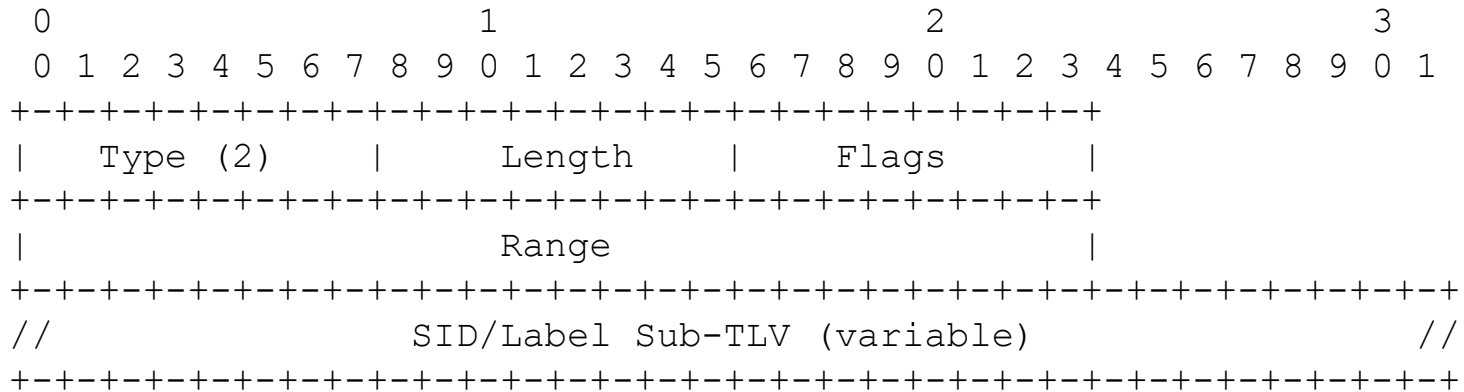 0                   1                   2                   3
 0 1 2 3 4 5 6 7 8 9 0 1 2 3 4 5 6 7 8 9 0 1 2 3 4 5 6 7 8 9 0 1
+-+-+-+-+-+-+-+-+-+-+-+-+-+-+-+-+-+-+-+-+-+-+-+-+
|   Type (2)    |     Length    |    Flags      |
+-+-+-+-+-+-+-+-+-+-+-+-+-+-+-+-+-+-+-+-+-+-+-+-+
|                     Range                     |
+-+-+-+-+-+-+-+-+-+-+-+-+-+-+-+-+-+-+-+-+-+-+-+-+-+-+-+-+-+-+-+-+
//                SID/Label Sub-TLV (variable)                 //
+-+-+-+-+-+-+-+-+-+-+-+-+-+-+-+-+-+-+-+-+-+-+-+-+-+-+-+-+-+-+-+-+